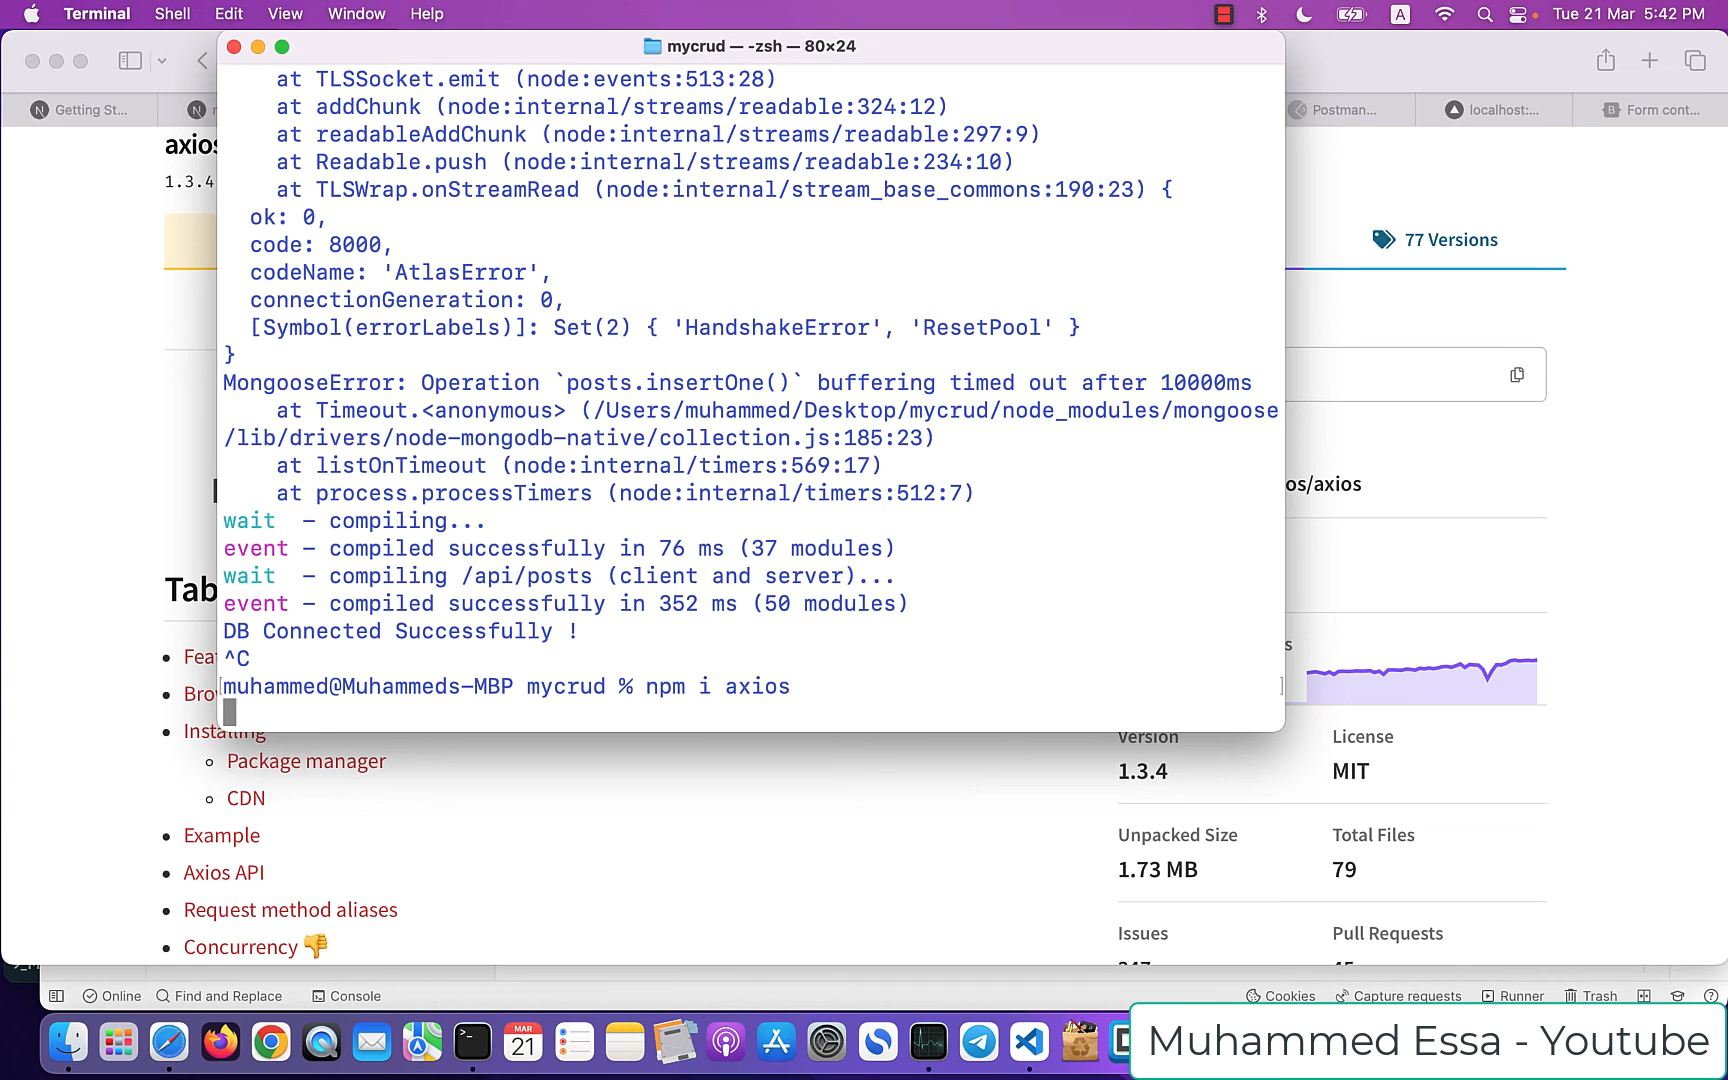 Terminal Shell Edit View Window Help A Tue 21 Mar 5:42 PM
mycrud — -zsh — 80×24
N Getting St... N Postman... localhost:... B Form cont...
at TLSSocket.emit (node:events:513:28)
at addChunk (node:internal/streams/readable:324:12)
at readableAddChunk (node:internal/streams/readable:297:9)
at Readable.push (node:internal/streams/readable:234:10)
at TLSWrap.onStreamRead (node:internal/stream_base_commons:190:23) {
ok: 0,
code: 8000,
codeName: 'AtlasError',
connectionGeneration: 0,
[Symbol(errorLabels)]: Set(2) { 'HandshakeError', 'ResetPool' }
}
MongooseError: Operation `posts.insertOne()` buffering timed out after 10000ms
at Timeout.<anonymous> (/Users/muhammed/Desktop/mycrud/node_modules/mongoose
/lib/drivers/node-mongodb-native/collection.js:185:23)
at listOnTimeout (node:internal/timers:569:17)
at process.processTimers (node:internal/timers:512:7)
wait – compiling...
event – compiled successfully in 76 ms (37 modules)
wait – compiling /api/posts (client and server)...
event – compiled successfully in 352 ms (50 modules)
DB Connected Successfully !
^C
[muhammed@Muhammeds-MBP mycrud % npm i axios ]
axios
1.3.4
77 Versions
os/axios
Tab
Fea
Bro
Installing
Package manager
CDN
Example
Axios API
Request method aliases
Concurrency 👎
s
Version License
1.3.4 MIT
Unpacked Size Total Files
1.73 MB 79
Issues Pull Requests
Online Find and Replace Console Cookies Capture requests Runner Trash
MAR
21
Muhammed Essa - Youtube